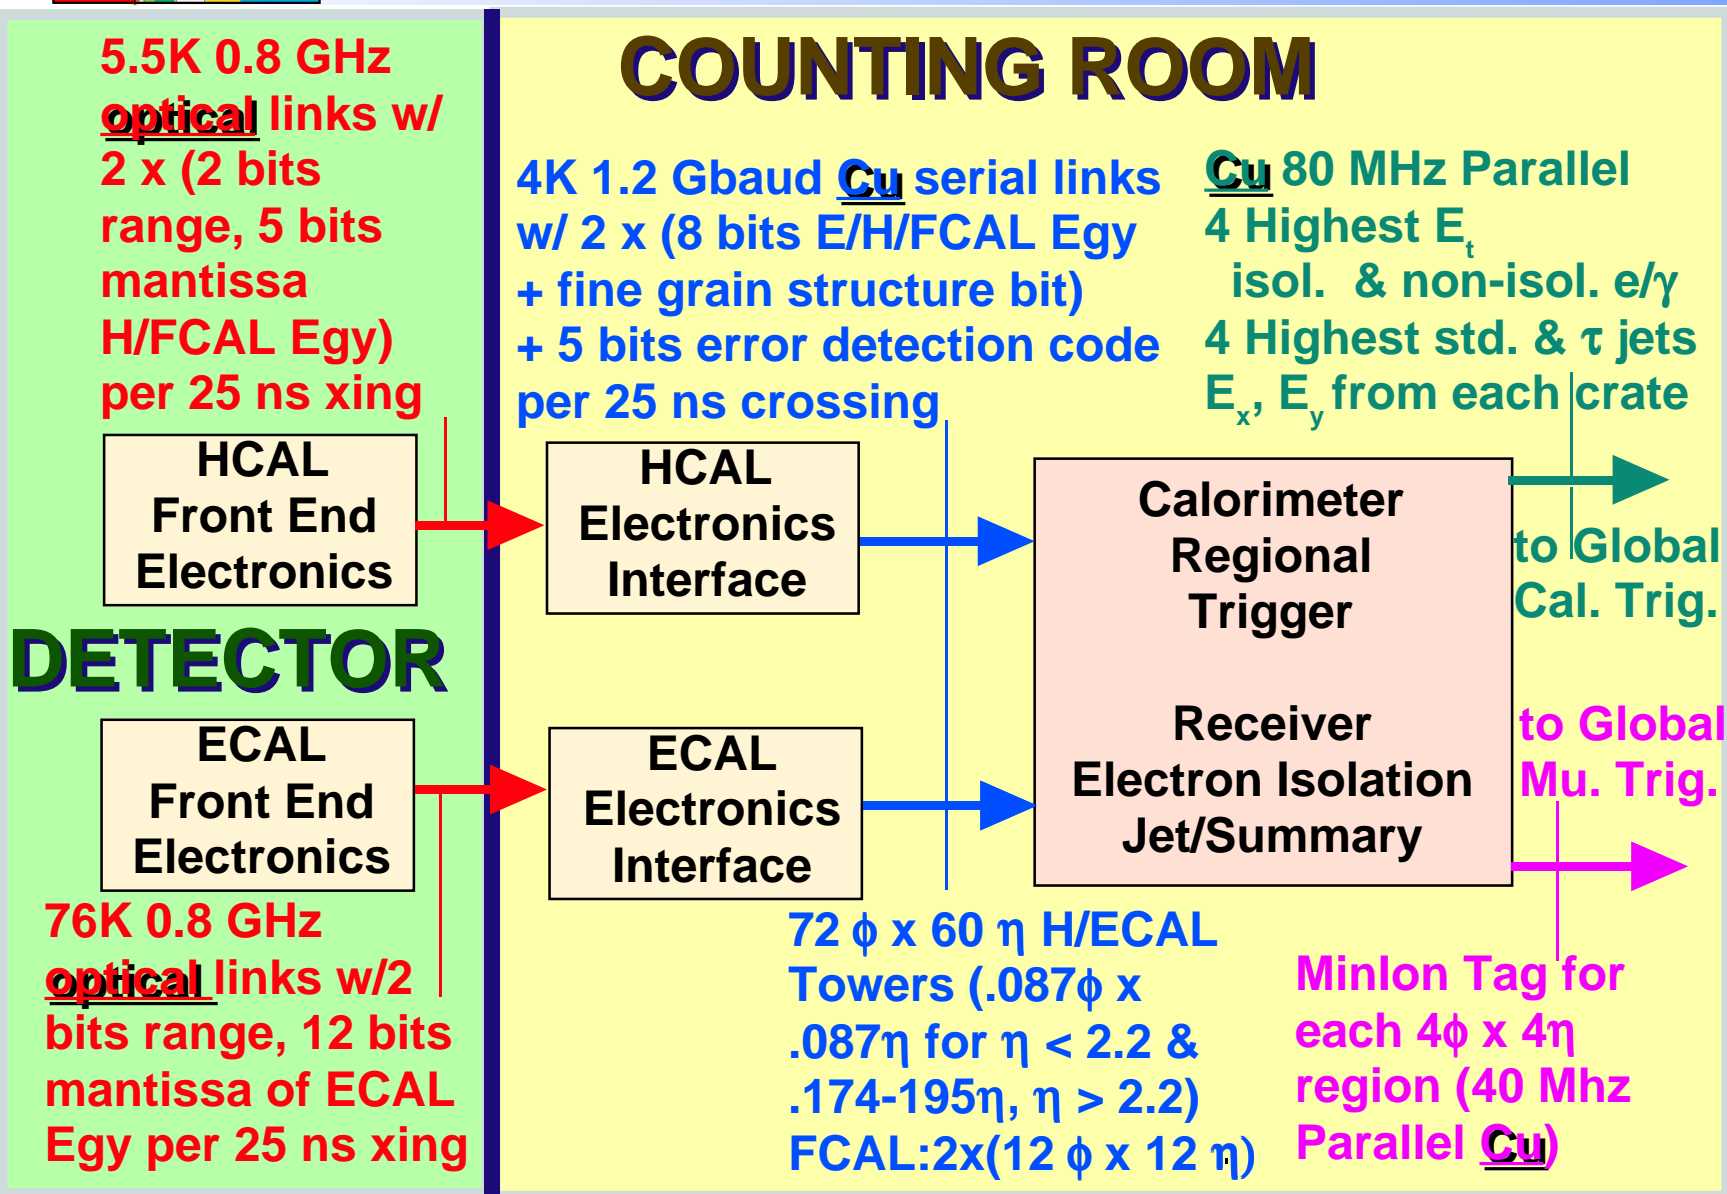 COUNTING ROOM
5.5K 0.8 GHz
optical links w/
2 x (2 bits
range, 5 bits
mantissa
H/FCAL Egy)
per 25 ns xing
4K 1.2 Gbaud Cu serial links
w/ 2 x (8 bits E/H/FCAL Egy
+ fine grain structure bit)
+ 5 bits error detection code
per 25 ns crossing
Cu 80 MHz Parallel
4 Highest Et
isol. & non-isol. e/γ
4 Highest std. & τ jets
Ex, Ey from each crate
HCAL
Front End
Electronics
HCAL
Electronics
Interface
Calorimeter
Regional
Trigger
Receiver
Electron Isolation
Jet/Summary
to Global
Cal. Trig.
DETECTOR
ECAL
Front End
Electronics
ECAL
Electronics
Interface
to Global
Mu. Trig.
76K 0.8 GHz
optical links w/2
bits range, 12 bits
mantissa of ECAL
Egy per 25 ns xing
72 φ x 60 η H/ECAL
Towers (.087φ x
.087η for η < 2.2 &
.174-195η, η > 2.2)
FCAL:2x(12 φ x 12 η)
MinIon Tag for
each 4φ x 4η
region (40 Mhz
Parallel Cu)